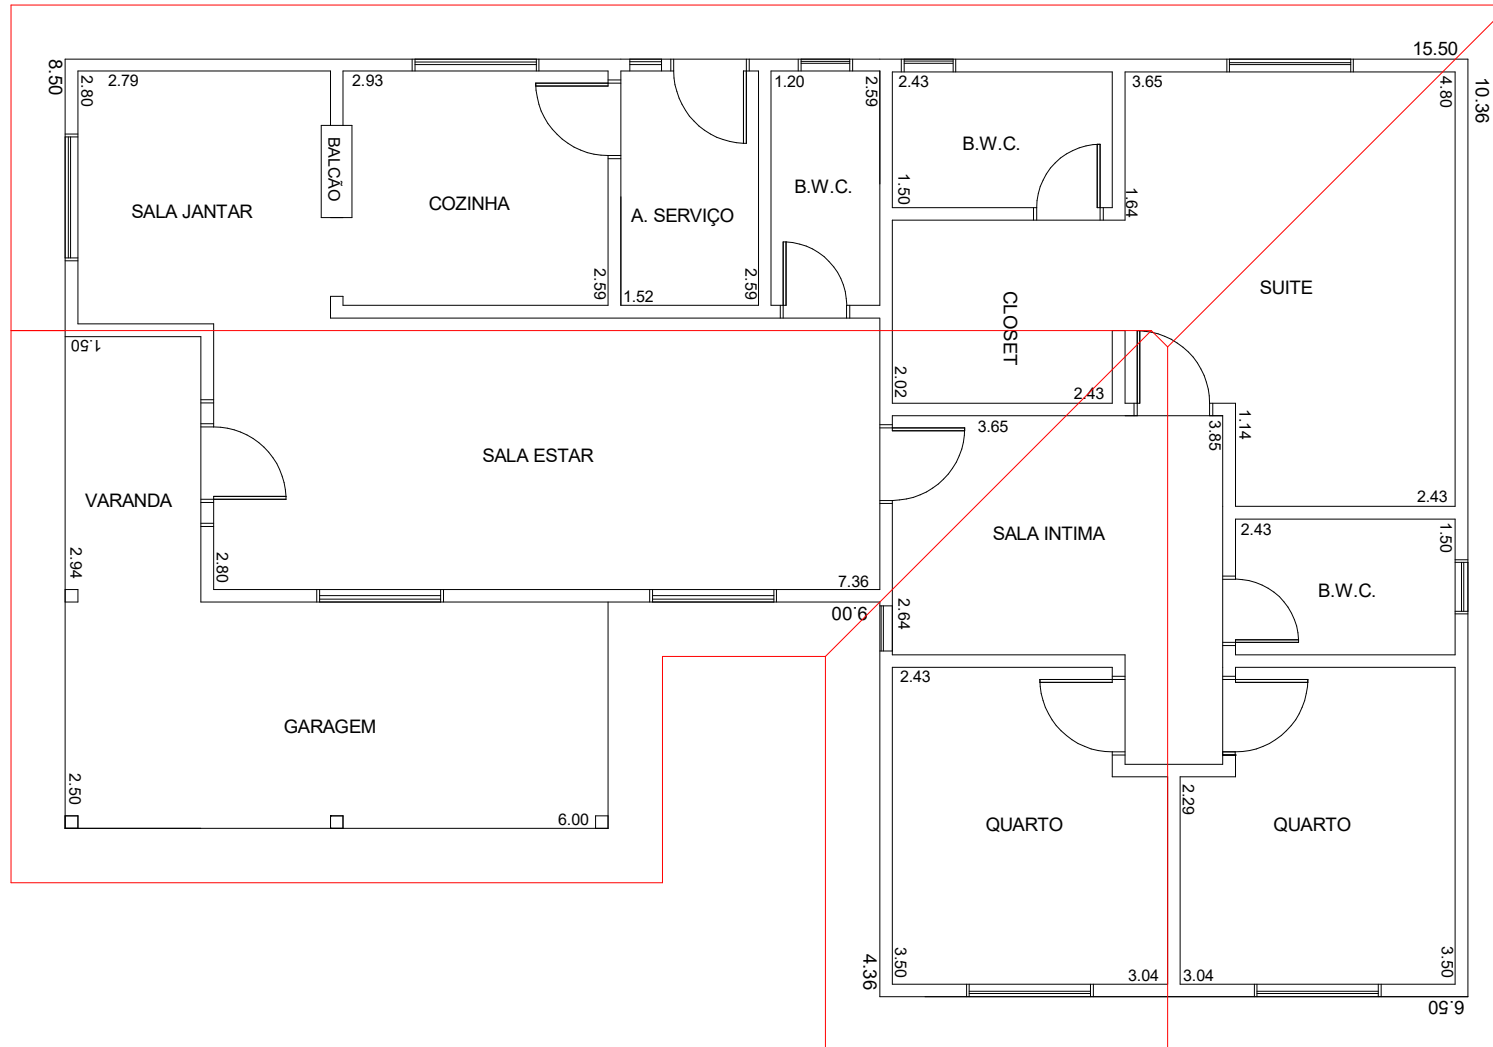 15.50
8.50
2.80
2.79
2.93
1.20
2.59
2.43
3.65
4.80
10.36
BALCÃO
B.W.C.
B.W.C.
SALA JANTAR
COZINHA
A. SERVIÇO
1.50
1.64
2.59
1.52
2.59
CLOSET
SUITE
1.50
2.02
2.43
3.65
3.85
1.14
SALA ESTAR
VARANDA
SALA INTIMA
2.43
2.43
1.50
2.94
2.80
7.36
6.00
2.64
B.W.C.
2.43
GARAGEM
2.50
6.00
2.29
QUARTO
QUARTO
4.36
3.50
3.04
3.04
3.50
6.50